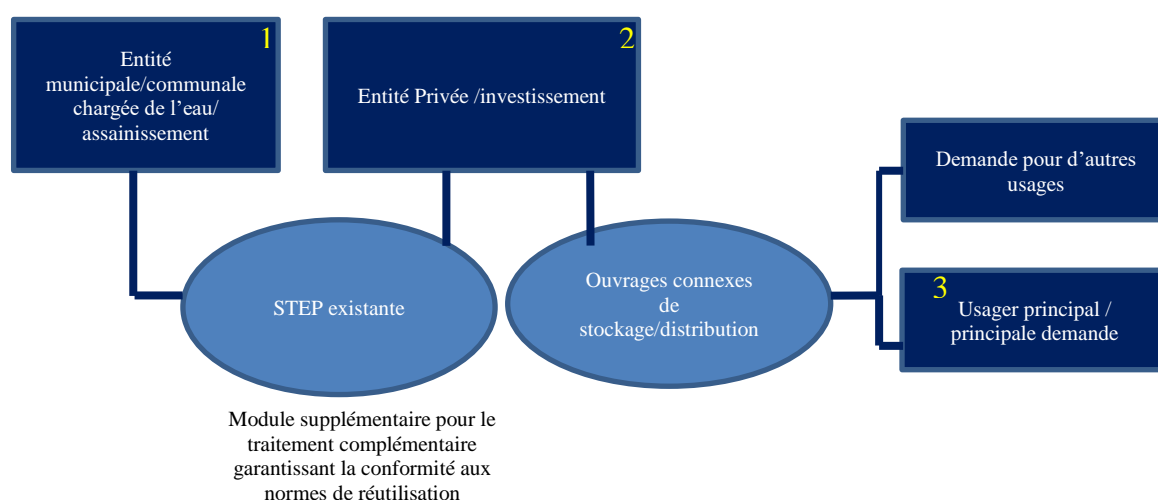 1
Entité
municipale/communale
chargée de l’eau/
assainissement
2
Entité Privée /investissement
Demande pour d’autres
usages
STEP existante
Ouvrages connexes
de
stockage/distribution
3
Usager principal /
principale demande
Module supplémentaire pour le
traitement complémentaire
garantissant la conformité aux
normes de réutilisation